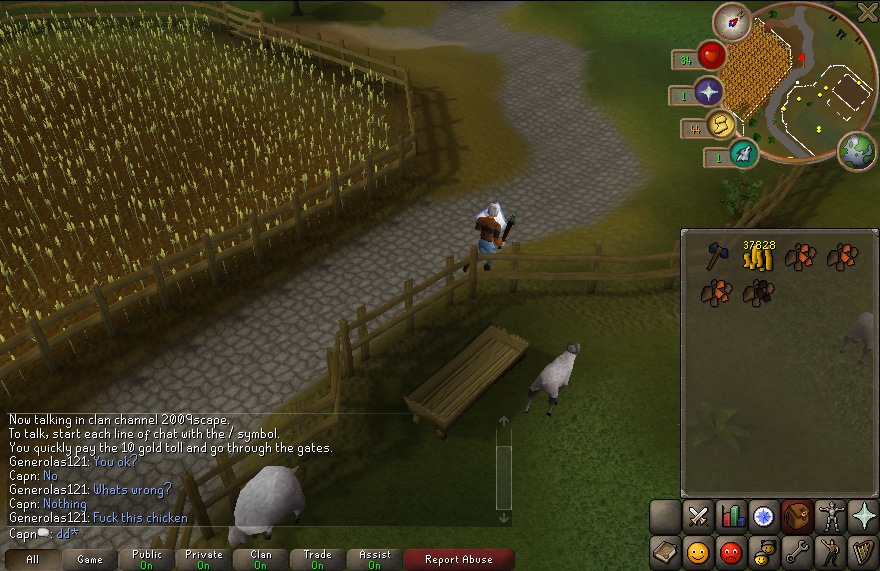 34
1
44
1
37828
Now talking in clan channel 2009scape.
To talk, start each line of chat with the / symbol.
You quickly pay the 10 gold toll and go through the gates.
Generolas121: You ok?
Capn: No
Generolas121: Whats wrong?
Capn: Nothing
Generolas121: Fuck this chicken
Capn: dd*
All
Game
Public
On
Private
On
Clan
On
Trade
On
Assist
On
Report Abuse